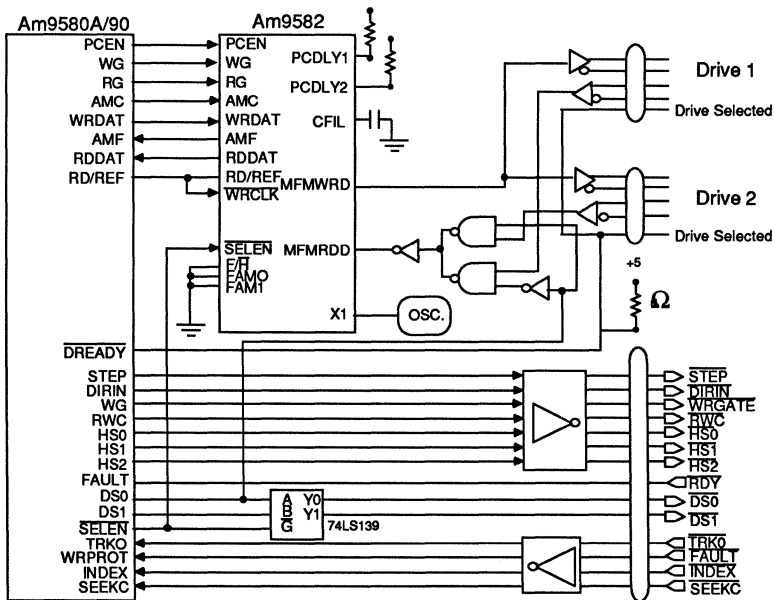 Am9580A/90
Am9582
PCEN
WG
RG
AMC
WRDAT
AMF
RDDAT
RD/REF
PCEN
WG
RG
AMC
WRDAT
AMF
RDDAT
RD/REF
WRCLK
SELEN
F/H
FAMO
FAM1
PCDLY1
PCDLY2
CFIL
MFMWRD
MFMRDD
X1
OSC.
Drive 1
Drive Selected
Drive 2
Drive Selected
+5
Ω
DREADY
STEP
DIRIN
WG
RWC
HS0
HS1
HS2
FAULT
DS0
DS1
SELEN
TRKO
WRPROT
INDEX
SEEKC
A Y0
B Y1
G
74LS139
STEP
DIRIN
WRGATE
RWC
HS0
HS1
HS2
RDY
DS0
DS1
TRK0
FAULT
INDEX
SEEKC